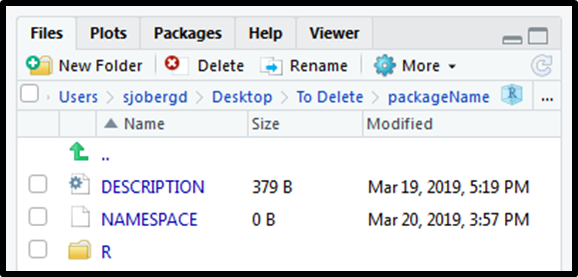 Files Plots Packages Help Viewer
New Folder Delete Rename More
Users sjobergd Desktop To Delete packageName R ...
Name Size Modified
..
DESCRIPTION 379 B Mar 19, 2019, 5:19 PM
NAMESPACE 0 B Mar 20, 2019, 3:57 PM
R